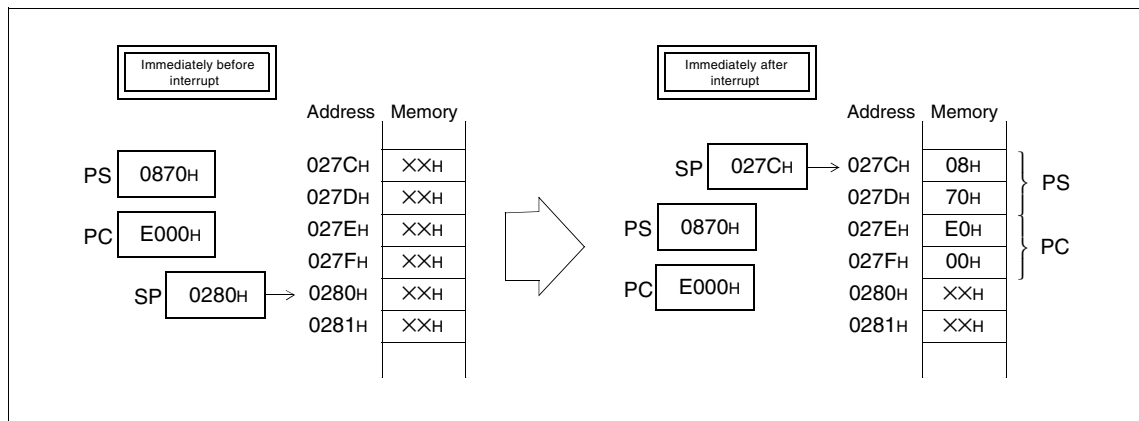 Immediately before
interrupt
Address Memory
PS 0870H
PC E000H
SP 0280H
027CH ××H
027DH ××H
027EH ××H
027FH ××H
0280H ××H
0281H ××H
Immediately after
interrupt
Address Memory
SP 027CH
PS 0870H
PC E000H
027CH 08H
027DH 70H
027EH E0H
027FH 00H
0280H ××H
0281H ××H
PS
PC